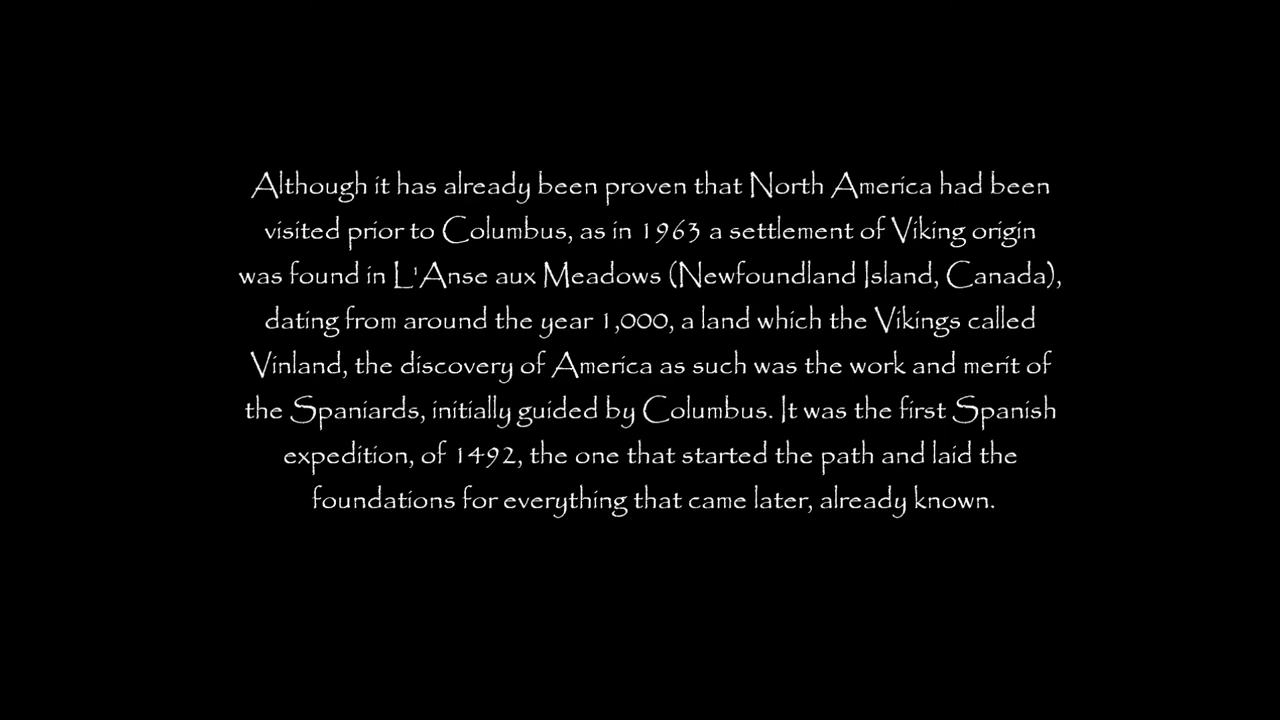 Although it has already been proven that North America had been
visited prior to Columbus, as in 1963 a settlement of Viking origin
was found in L'Anse aux Meadows (Newfoundland Island, Canada),
dating from around the year 1,000, a land which the Vikings called
Vinland, the discovery of America as such was the work and merit of
the Spaniards, initially guided by Columbus. It was the first Spanish
expedition, of 1492, the one that started the path and laid the
foundations for everything that came later, already known.